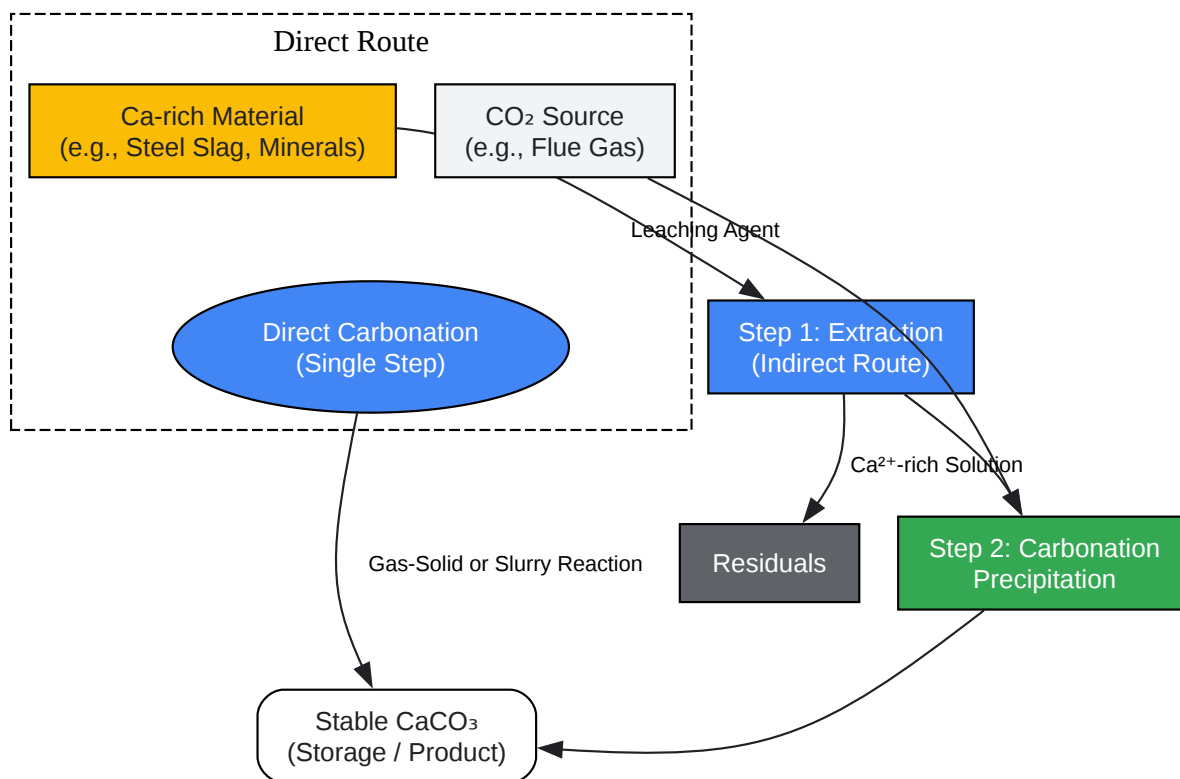 Direct Route
Ca-rich Material
(e.g., Steel Slag, Minerals)
CO₂ Source
(e.g., Flue Gas)
Leaching Agent
Direct Carbonation
(Single Step)
Step 1: Extraction
(Indirect Route)
Ca²⁺-rich Solution
Gas-Solid or Slurry Reaction
Residuals
Step 2: Carbonation
Precipitation
Stable CaCO₃
(Storage / Product)